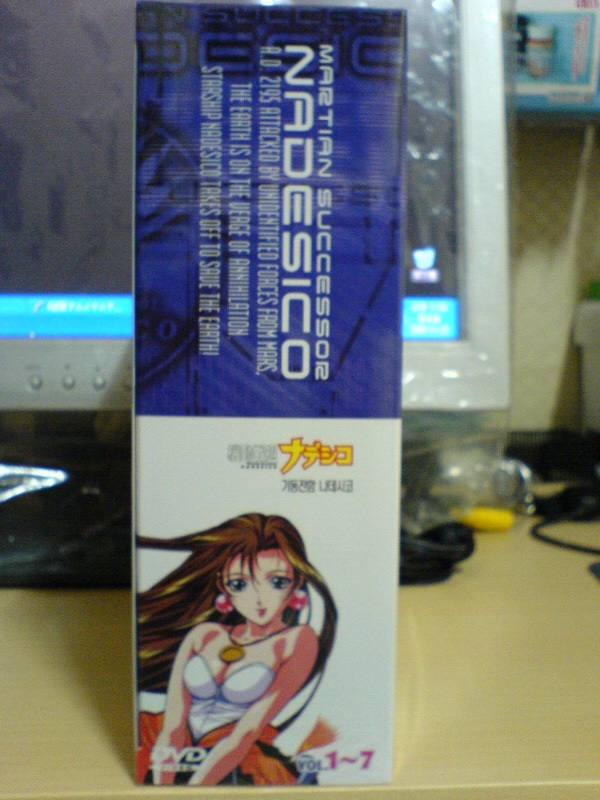 MARTIAN SUCCESSOR
NADESICO
A.D. 2195 ATTACKED BY UNIDENTIFIED FORCES FROM MARS,
THE EARTH IS ON THE VERGE OF ANNIHILATION.
STARSHIP NADESICO TAKES OFF TO SAVE THE EARTH!
ナデシコ
기동전함 나데시코
DVD
VIDEO
VOL.1~7